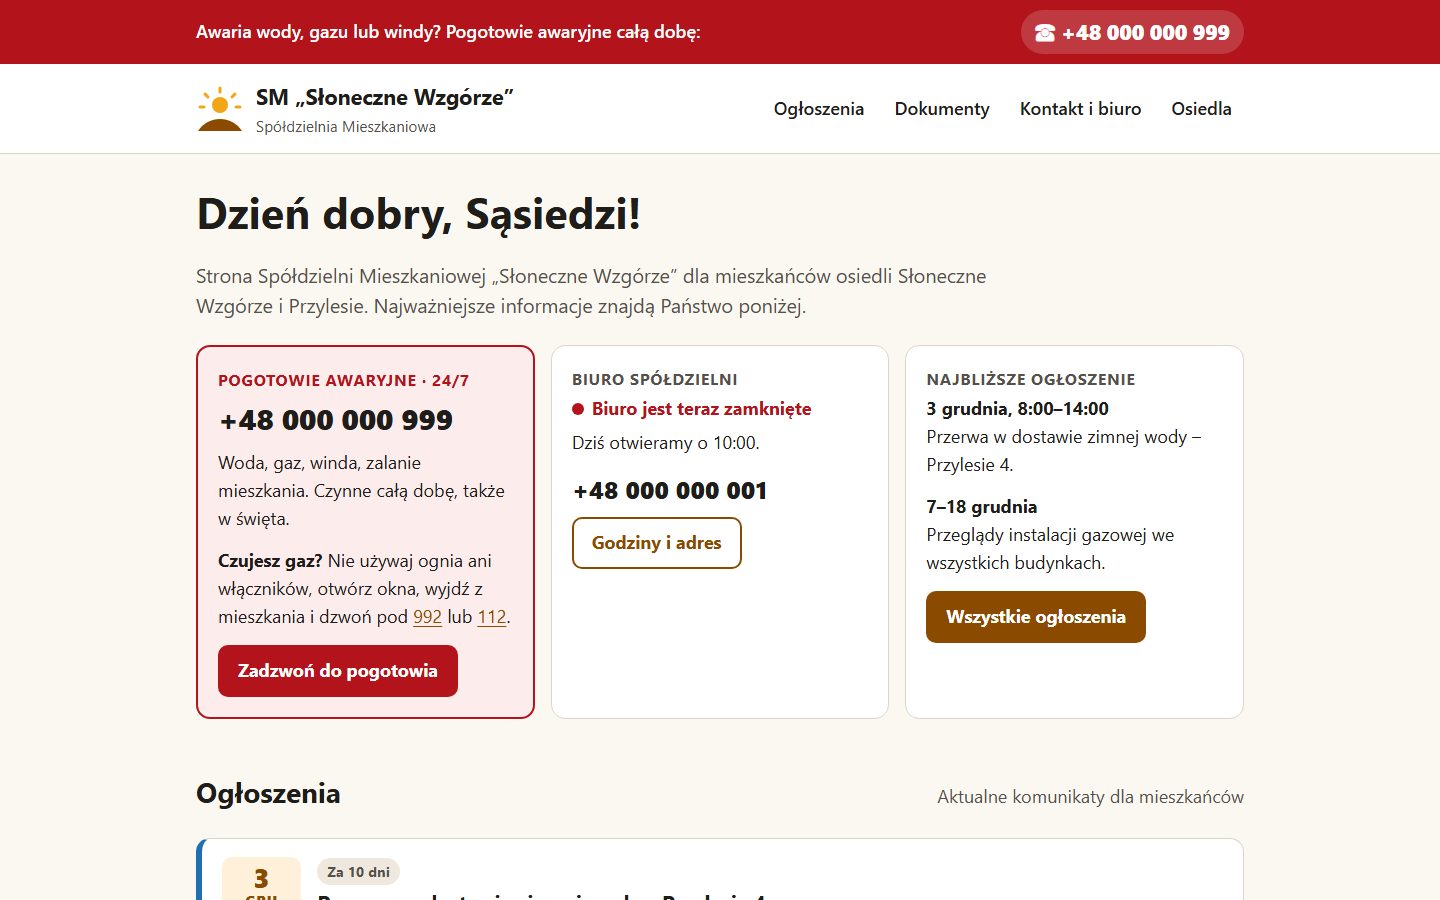 Awaria wody, gazu lub windy? Pogotowie awaryjne całą dobę:
☎ +48 000 000 999
SM „Słoneczne Wzgórze”
Spółdzielnia Mieszkaniowa
Ogłoszenia
Dokumenty
Kontakt i biuro
Osiedla
Dzień dobry, Sąsiedzi!
Strona Spółdzielni Mieszkaniowej „Słoneczne Wzgórze” dla mieszkańców osiedli Słoneczne
Wzgórze i Przylesie. Najważniejsze informacje znajdą Państwo poniżej.
POGOTOWIE AWARYJNE · 24/7
+48 000 000 999
Woda, gaz, winda, zalanie
mieszkania. Czynne całą dobę, także
w święta.
Czujesz gaz? Nie używaj ognia ani
włączników, otwórz okna, wyjdź z
mieszkania i dzwoń pod 992 lub 112.
Zadzwoń do pogotowia
BIURO SPÓŁDZIELNI
Biuro jest teraz zamknięte
Dziś otwieramy o 10:00.
+48 000 000 001
Godziny i adres
NAJBLIŻSZE OGŁOSZENIE
3 grudnia, 8:00–14:00
Przerwa w dostawie zimnej wody –
Przylesie 4.
7–18 grudnia
Przeglądy instalacji gazowej we
wszystkich budynkach.
Wszystkie ogłoszenia
Ogłoszenia
Aktualne komunikaty dla mieszkańców
3
Za 10 dni